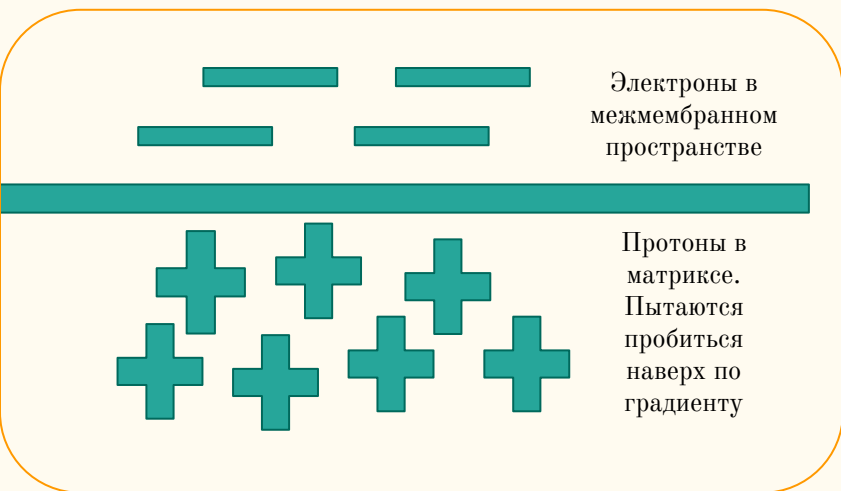 Электроны в
межмембранном
пространстве
Протоны в
матриксе.
Пытаются
пробиться
наверх по
градиенту